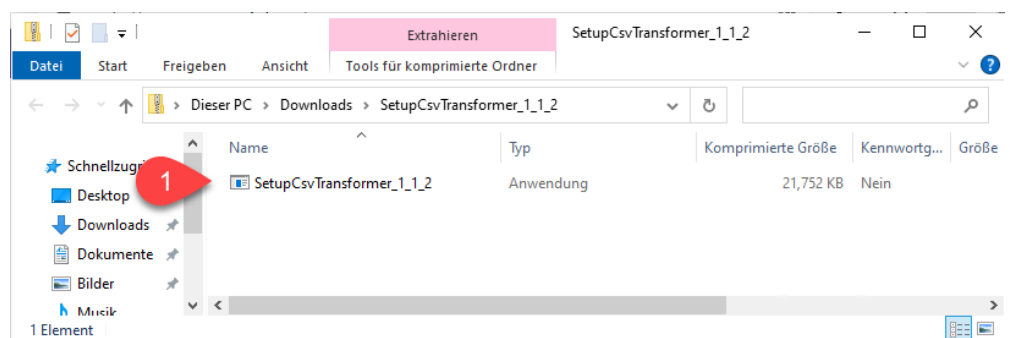 Extrahieren SetupCsvTransformer_1_1_2
Datei Start Freigeben Ansicht Tools für komprimierte Ordner
Dieser PC > Downloads > SetupCsvTransformer_1_1_2
Name Typ Komprimierte Größe Kennwortg... Größe
Schnellzugri
1 SetupCsvTransformer_1_1_2 Anwendung 21,752 KB Nein
Desktop
Downloads
Dokumente
Bilder
Musik
1 Element